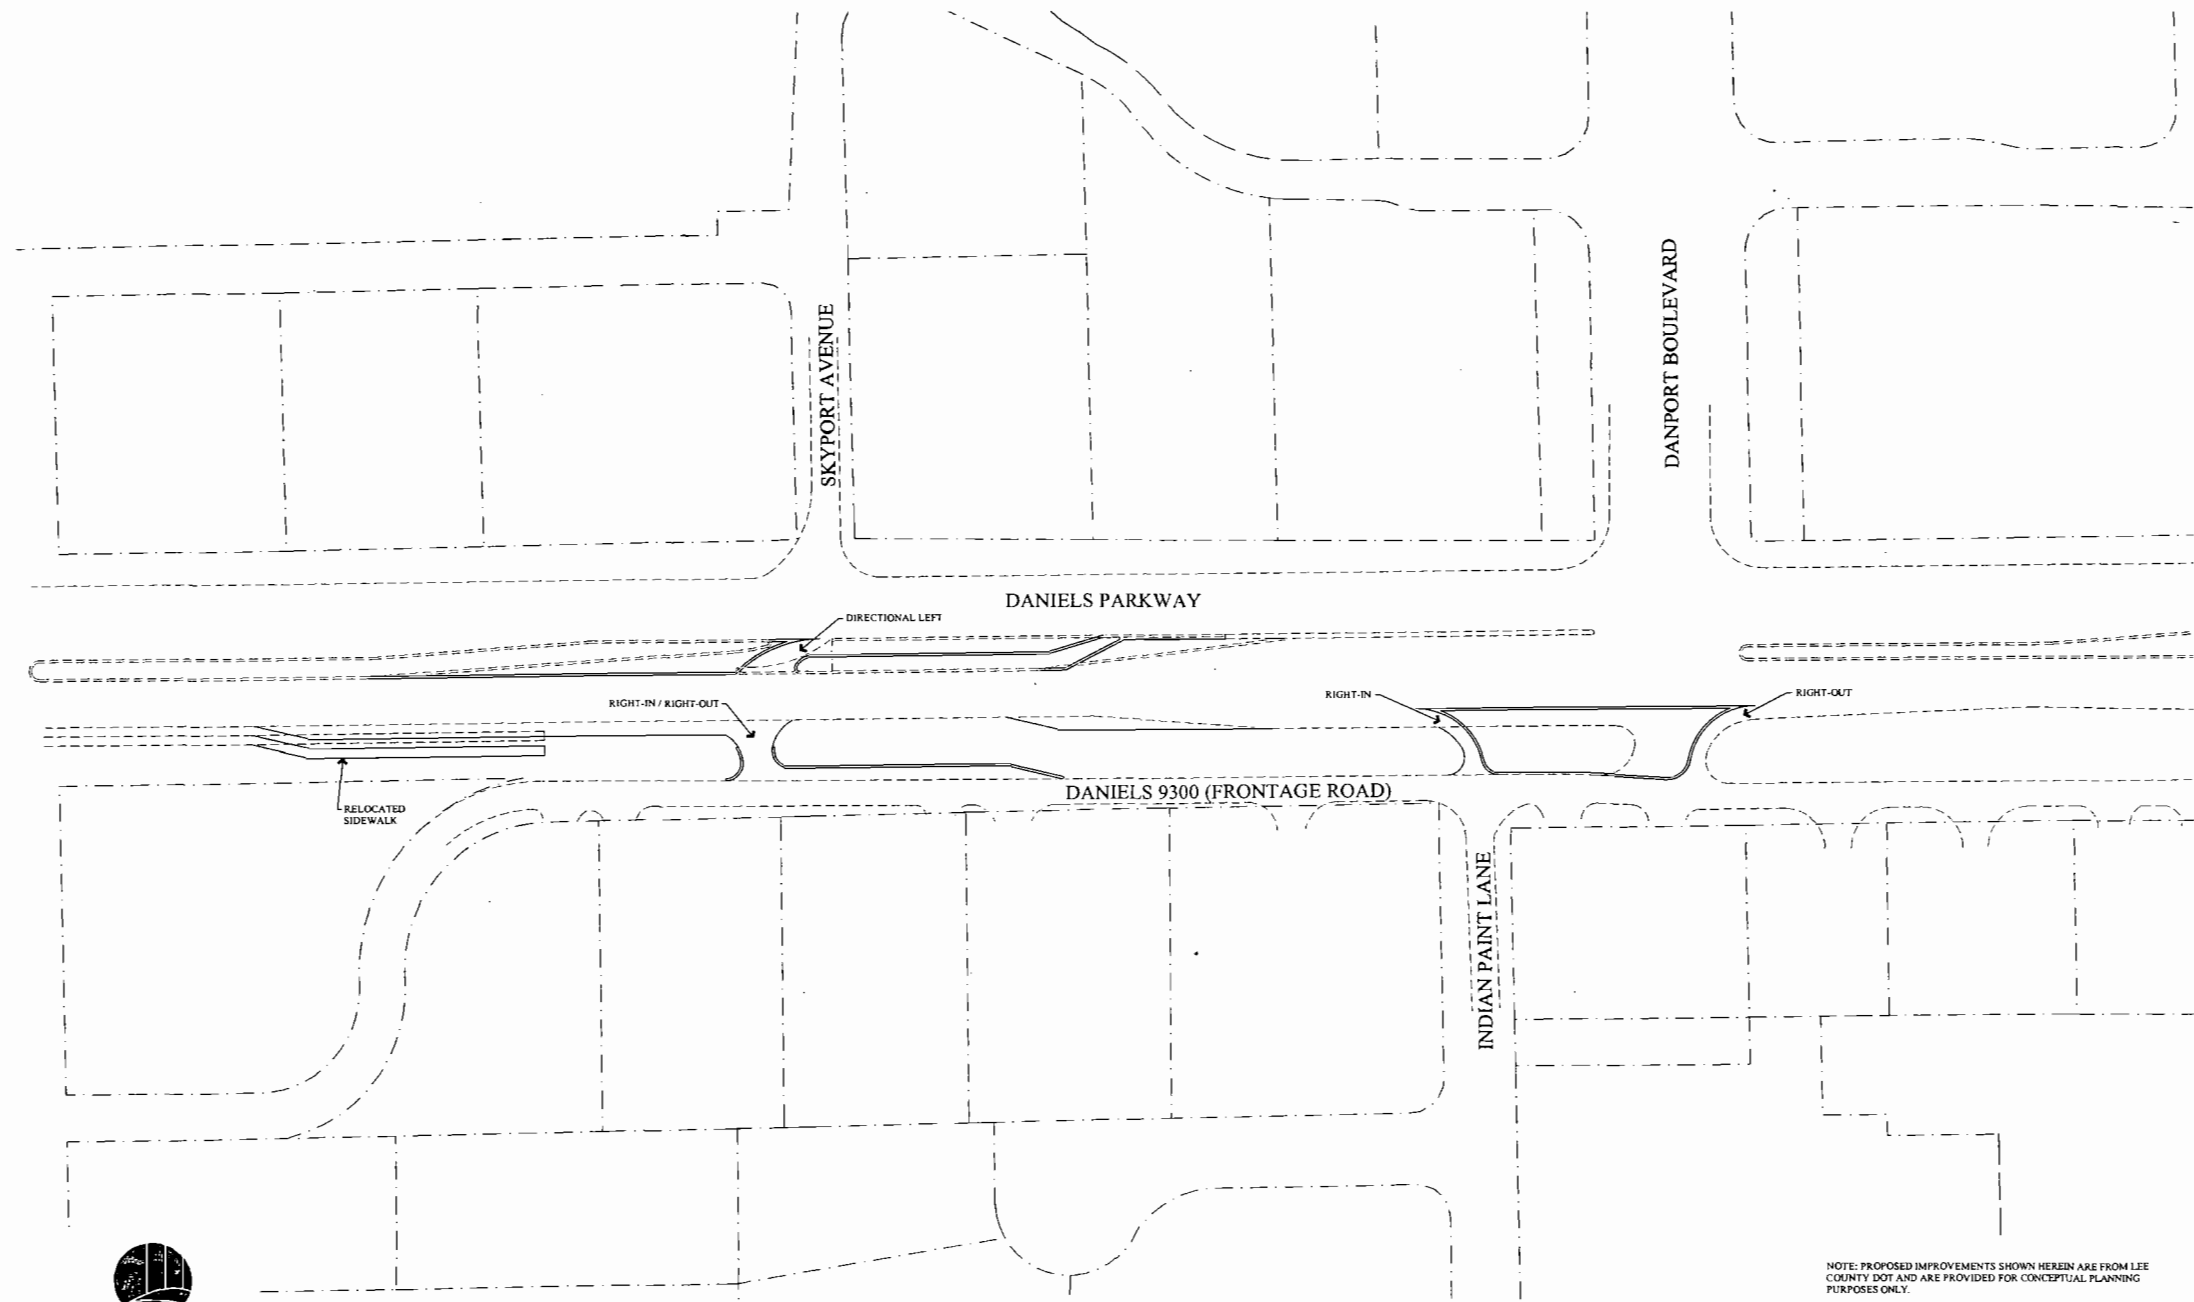 SKYPORT AVENUE
DANPORT BOULEVARD
DANIELS PARKWAY
DIRECTIONAL LEFT
RIGHT-IN / RIGHT-OUT
RIGHT-IN
RIGHT-OUT
RELOCATED
SIDEWALK
DANIELS 9300 (FRONTAGE ROAD)
INDIAN PAINT LANE
NOTE: PROPOSED IMPROVEMENTS SHOWN HEREIN ARE FROM LEE
COUNTY DOT AND ARE PROVIDED FOR CONCEPTUAL PLANNING
PURPOSES ONLY.